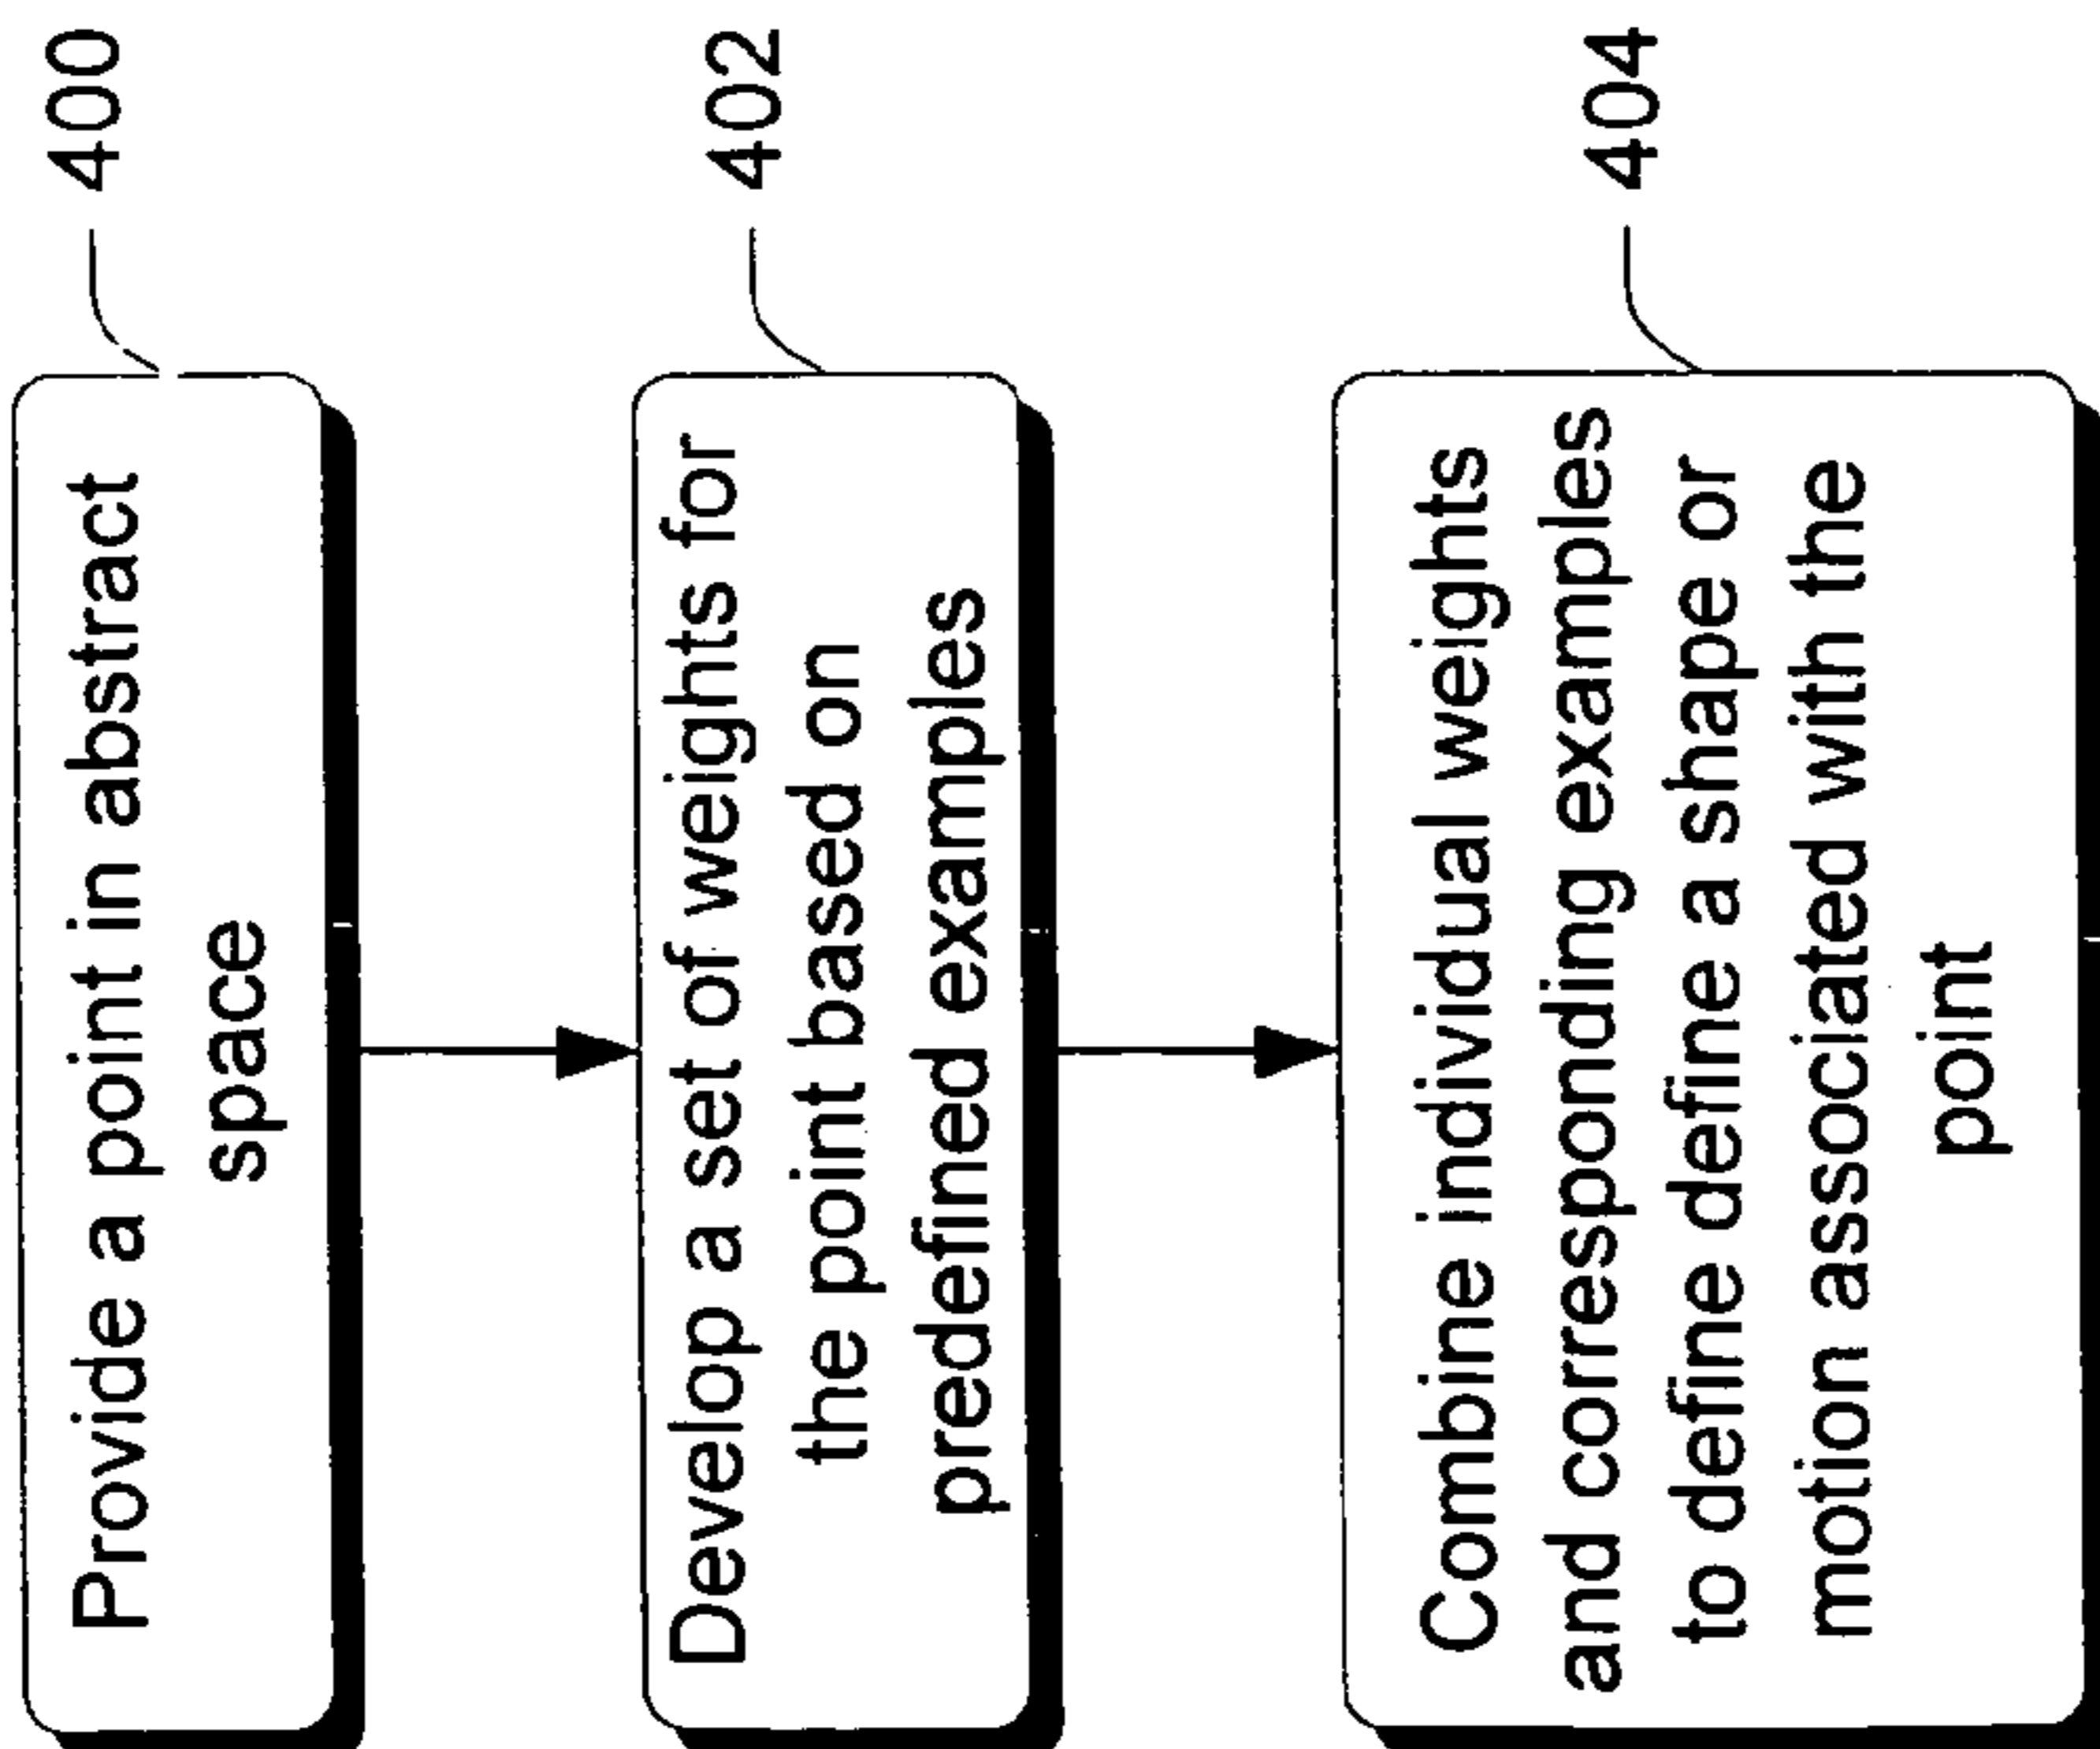 400
Provide a point in abstract
space
402
Develop a set of weights for
the point based on
predefined examples
404
Combine individual weights
and corresponding examples
to define define a shape or
motion associated with the
point